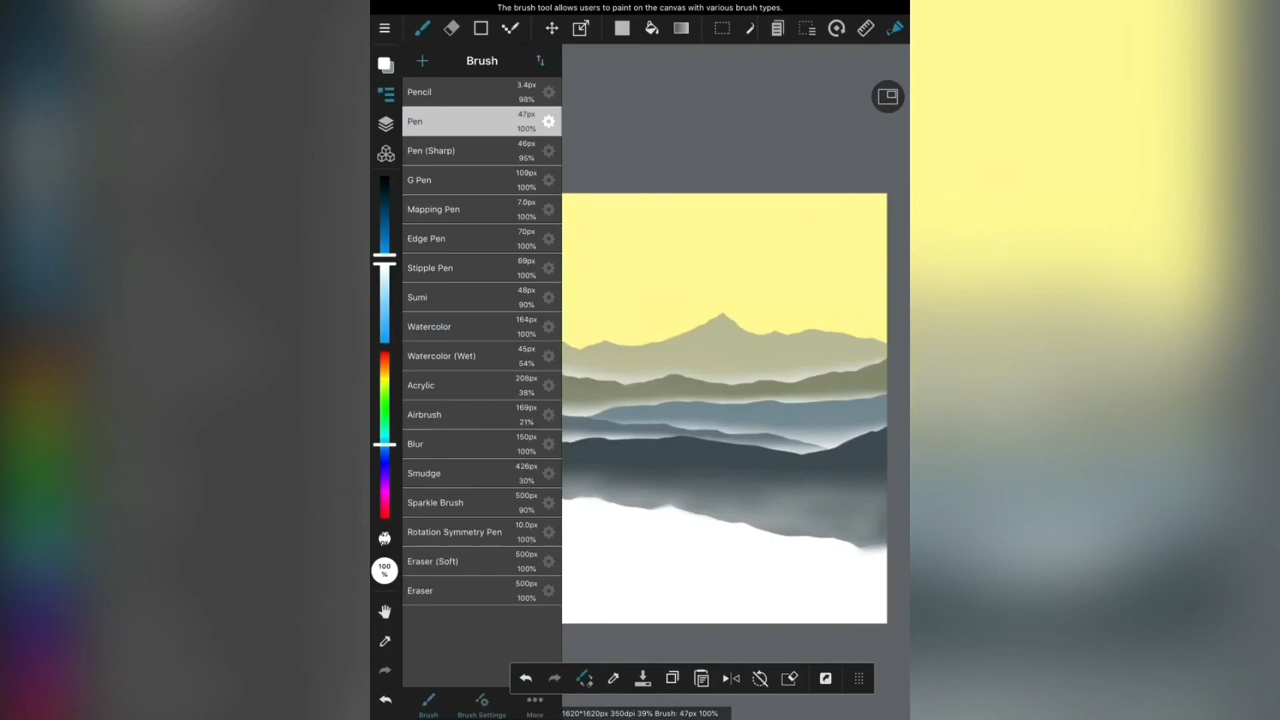 The brush tool allows users to paint on the canvas with various brush types.
Brush
Pencil 3.4px 98%
Pen 47px 100%
Pen (Sharp) 46px 95%
G Pen 109px 100%
Mapping Pen 7.0px 100%
Edge Pen 70px 100%
Stipple Pen 69px 100%
Sumi 48px 90%
Watercolor 164px 100%
Watercolor (Wet) 45px 54%
Acrylic 208px 38%
Airbrush 169px 21%
Blur 150px 100%
Smudge 426px 30%
Sparkle Brush 500px 90%
Rotation Symmetry Pen 10.0px 100%
Eraser (Soft) 500px 100%
Eraser 500px 100%
100
%
Brush Brush Settings More
1620*1620px 350dpi 39% Brush: 47px 100%